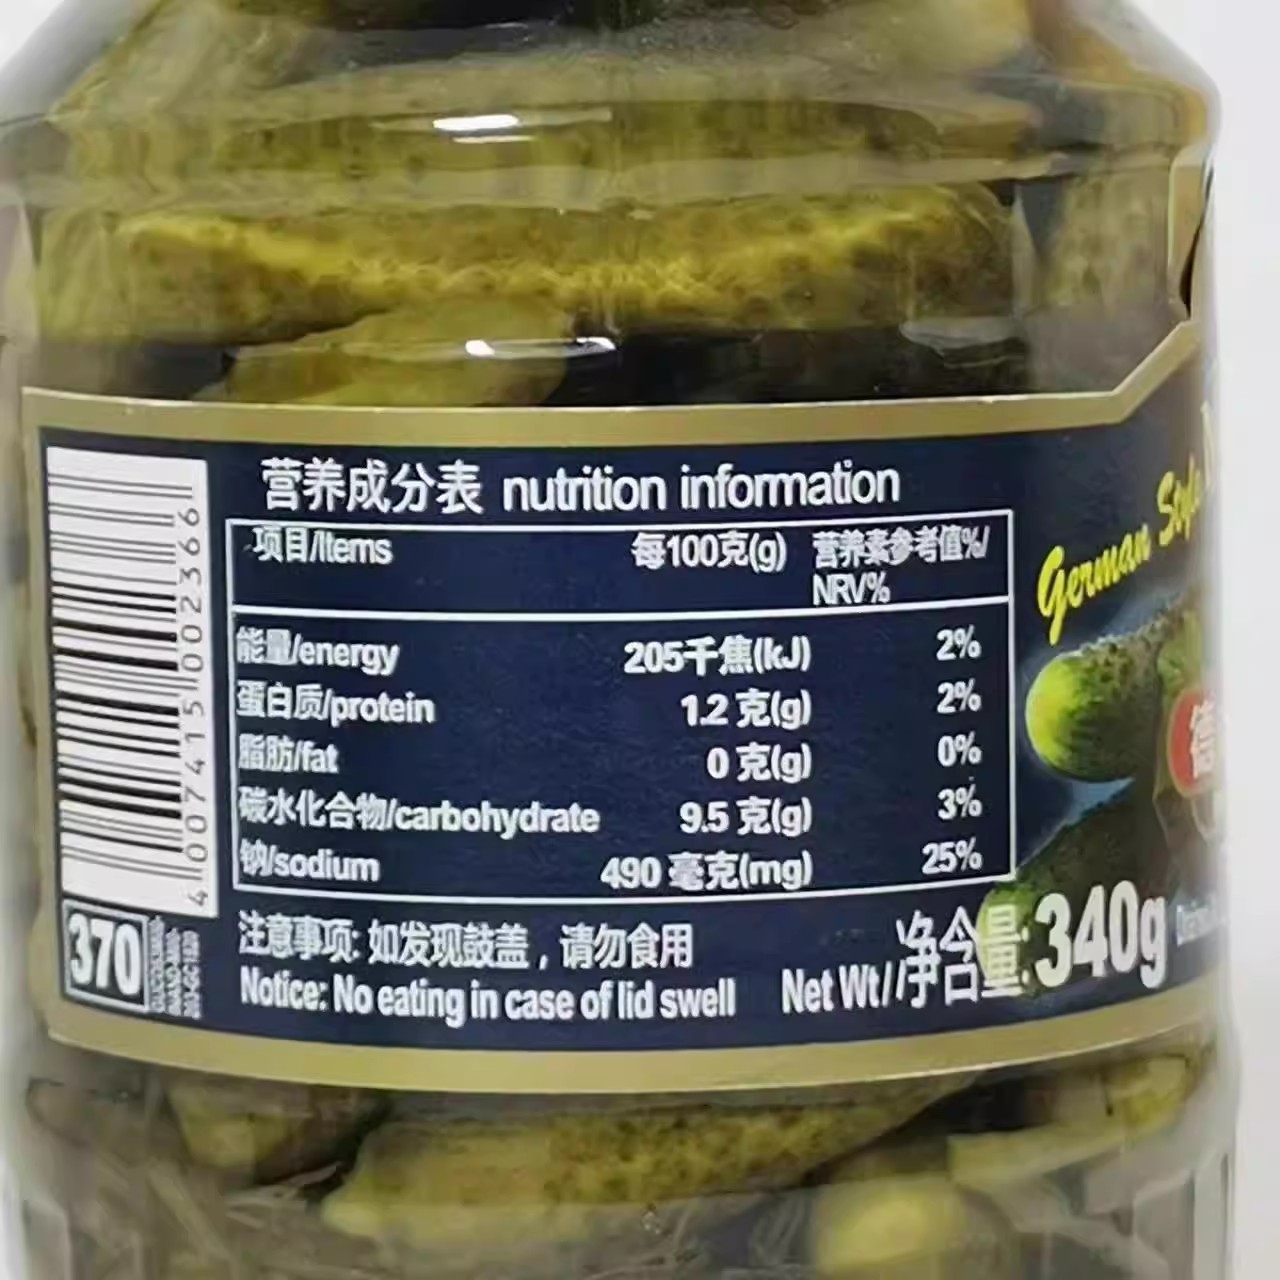 营养成分表 nutrition information
项目/Items 每100克(g) 营养素参考值%/
NRV%
能量/energy 205千焦(kJ) 2%
蛋白质/protein 1.2 克(g) 2%
脂肪/fat 0 克(g) 0%
碳水化合物/carbohydrate 9.5 克(g) 3%
钠/sodium 490 毫克(mg) 25%
注意事项: 如发现鼓盖，请勿食用
Notice: No eating in case of lid swell
Net Wt//净含量: 340g
4 007415 002366
370
German Style
德